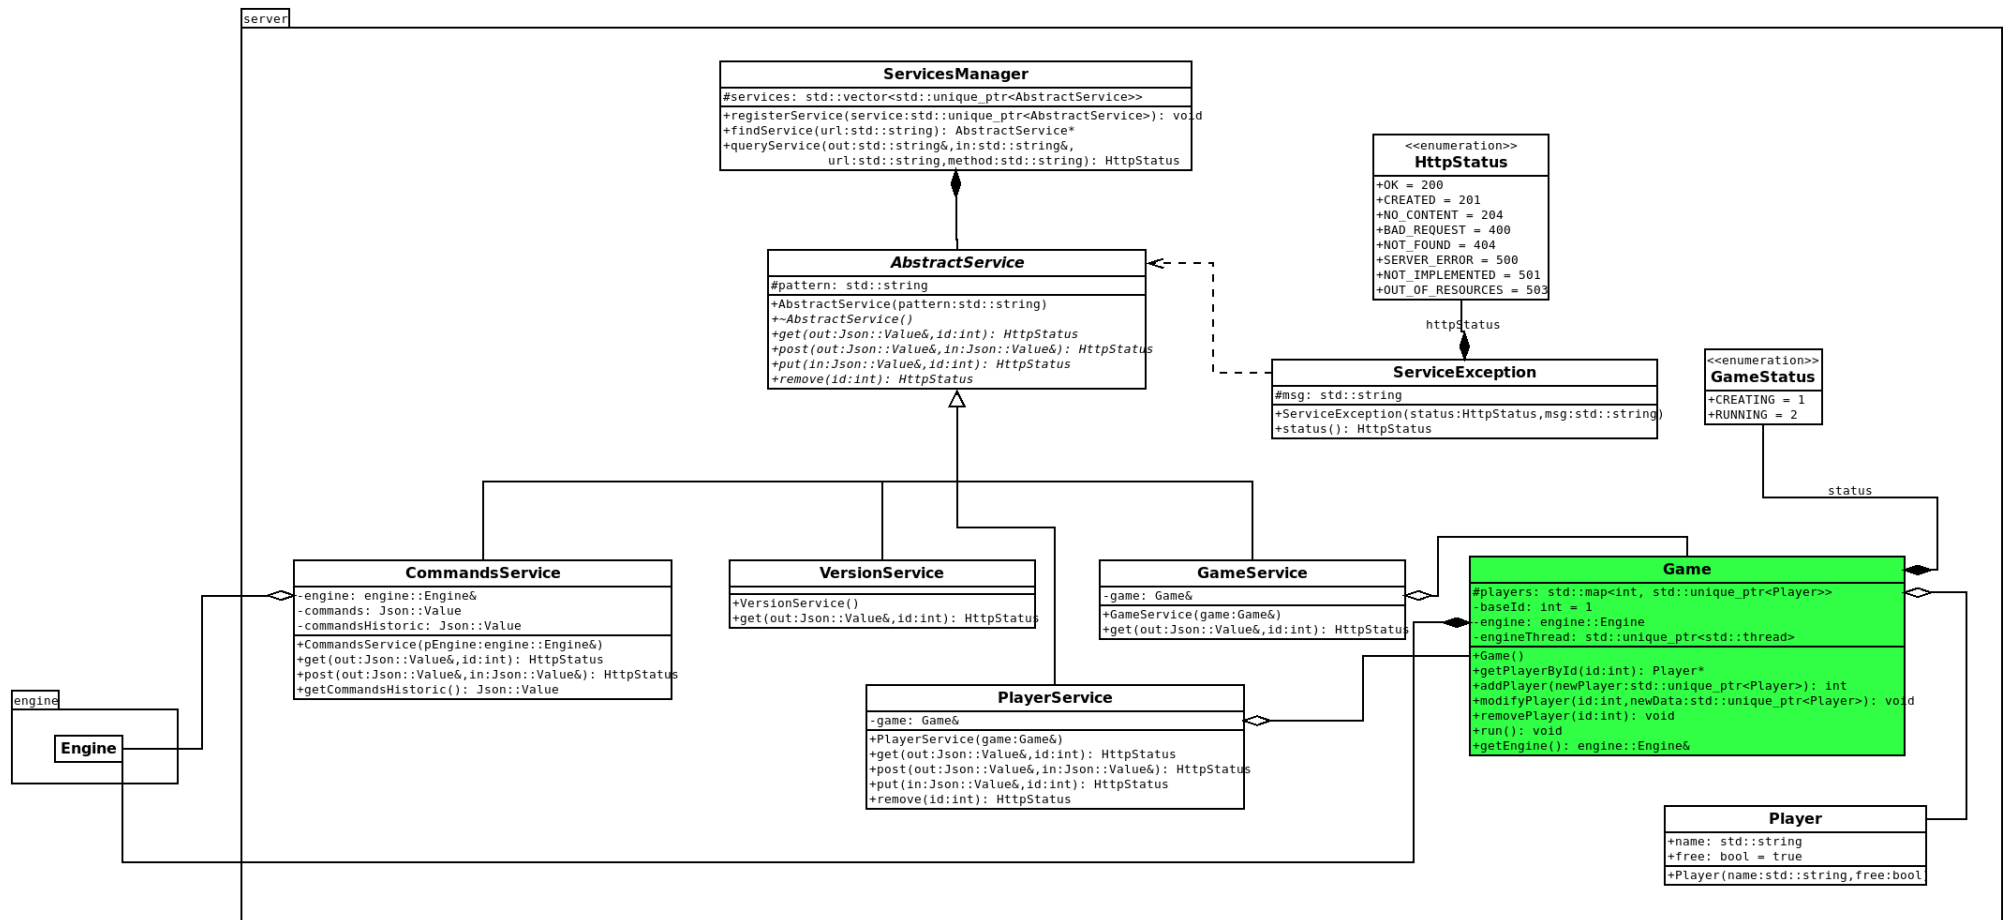 server
ServicesManager
#services: std::vector<std::unique_ptr<AbstractService>>
+registerService(service:std::unique_ptr<AbstractService>): void
+findService(url:std::string): AbstractService*
+queryService(out:std::string&,in:std::string&,
url:std::string,method:std::string): HttpStatus
<<enumeration>>
HttpStatus
+OK = 200
+CREATED = 201
+NO_CONTENT = 204
+BAD_REQUEST = 400
+NOT_FOUND = 404
+SERVER_ERROR = 500
+NOT_IMPLEMENTED = 501
+OUT_OF_RESOURCES = 503
httpStatus
AbstractService
#pattern: std::string
+AbstractService(pattern:std::string)
+~AbstractService()
+get(out:Json::Value&,id:int): HttpStatus
+post(out:Json::Value&,in:Json::Value&): HttpStatus
+put(in:Json::Value&,id:int): HttpStatus
+remove(id:int): HttpStatus
ServiceException
#msg: std::string
+ServiceException(status:HttpStatus,msg:std::string)
+status(): HttpStatus
<<enumeration>>
GameStatus
+CREATING = 1
+RUNNING = 2
status
CommandsService
-engine: engine::Engine&
-commands: Json::Value
-commandsHistoric: Json::Value
+CommandsService(pEngine:engine::Engine&)
+get(out:Json::Value&,id:int): HttpStatus
+post(out:Json::Value&,in:Json::Value&): HttpStatus
+getCommandsHistoric(): Json::Value
VersionService
+VersionService()
+get(out:Json::Value&,id:int): HttpStatus
GameService
-game: Game&
+GameService(game:Game&)
+get(out:Json::Value&,id:int): HttpStatus
Game
#players: std::map<int, std::unique_ptr<Player>>
-baseId: int = 1
-engine: engine::Engine
-engineThread: std::unique_ptr<std::thread>
+Game()
+getPlayerById(id:int): Player*
+addPlayer(newPlayer:std::unique_ptr<Player>): int
+modifyPlayer(id:int,newData:std::unique_ptr<Player>): void
+removePlayer(id:int): void
+run(): void
+getEngine(): engine::Engine&
engine
Engine
PlayerService
-game: Game&
+PlayerService(game:Game&)
+get(out:Json::Value&,id:int): HttpStatus
+post(out:Json::Value&,in:Json::Value&): HttpStatus
+put(in:Json::Value&,id:int): HttpStatus
+remove(id:int): HttpStatus
Player
+name: std::string
+free: bool = true
+Player(name:std::string,free:bool)